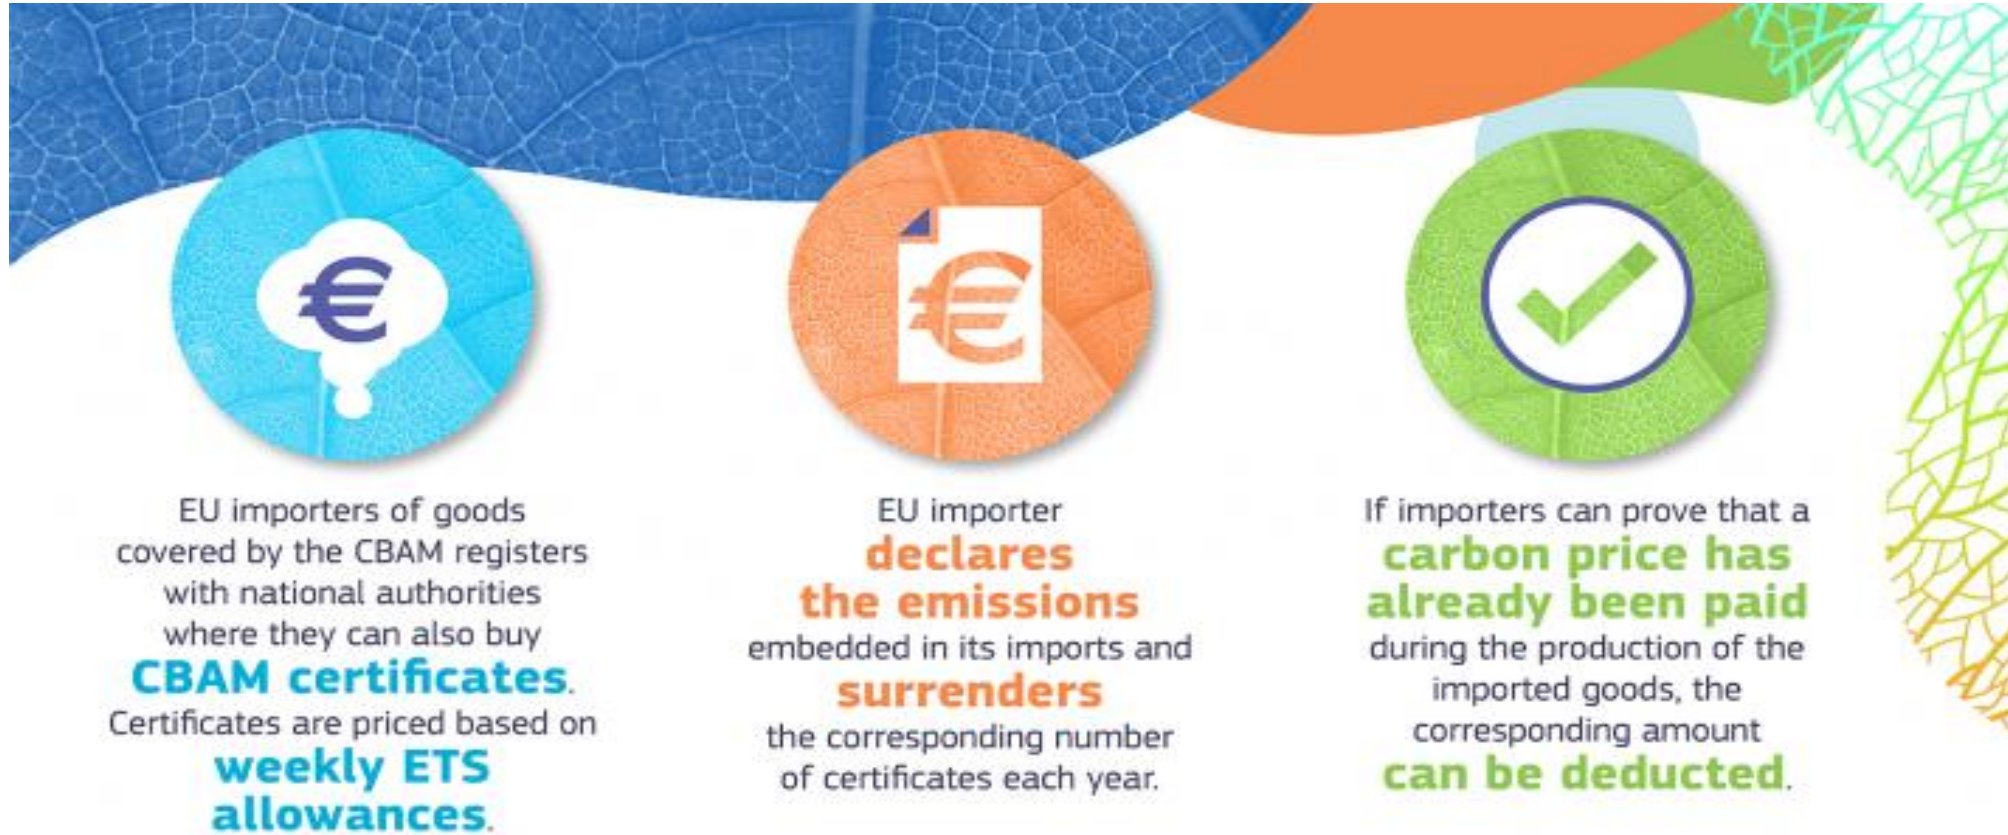 EU importers of goods
covered by the CBAM registers
with national authorities
where they can also buy
CBAM certificates.
Certificates are priced based on
weekly ETS
allowances.
EU importer
declares
the emissions
embedded in its imports and
surrenders
the corresponding number
of certificates each year.
If importers can prove that a
carbon price has
already been paid
during the production of the
imported goods, the
corresponding amount
can be deducted.